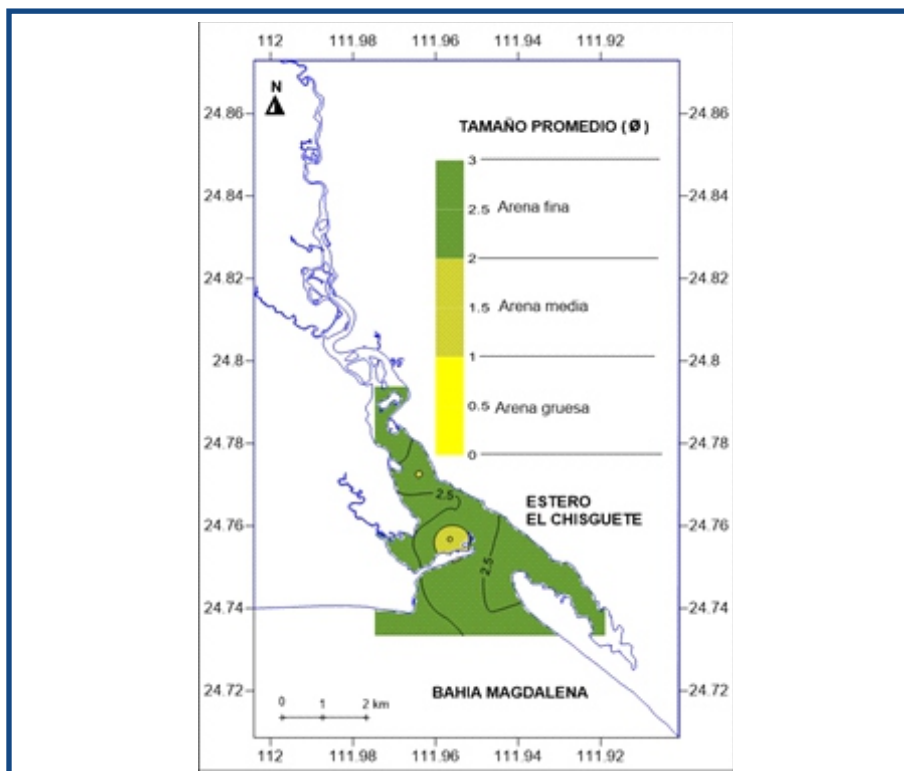 112 111.98 111.96 111.94 111.92
N
24.86
24.86
TAMAÑO PROMEDIO (Ø)
3
24.84
2.5 Arena fina
24.84
2
24.82
24.82
1.5 Arena media
24.8
1
24.8
0.5 Arena gruesa
24.78
0
24.78
2.5
ESTERO
EL CHISGUETE
24.76
24.76
2.5
24.74
24.74
24.72
BAHIA MAGDALENA
24.72
0 1 2 km
112 111.98 111.96 111.94 111.92